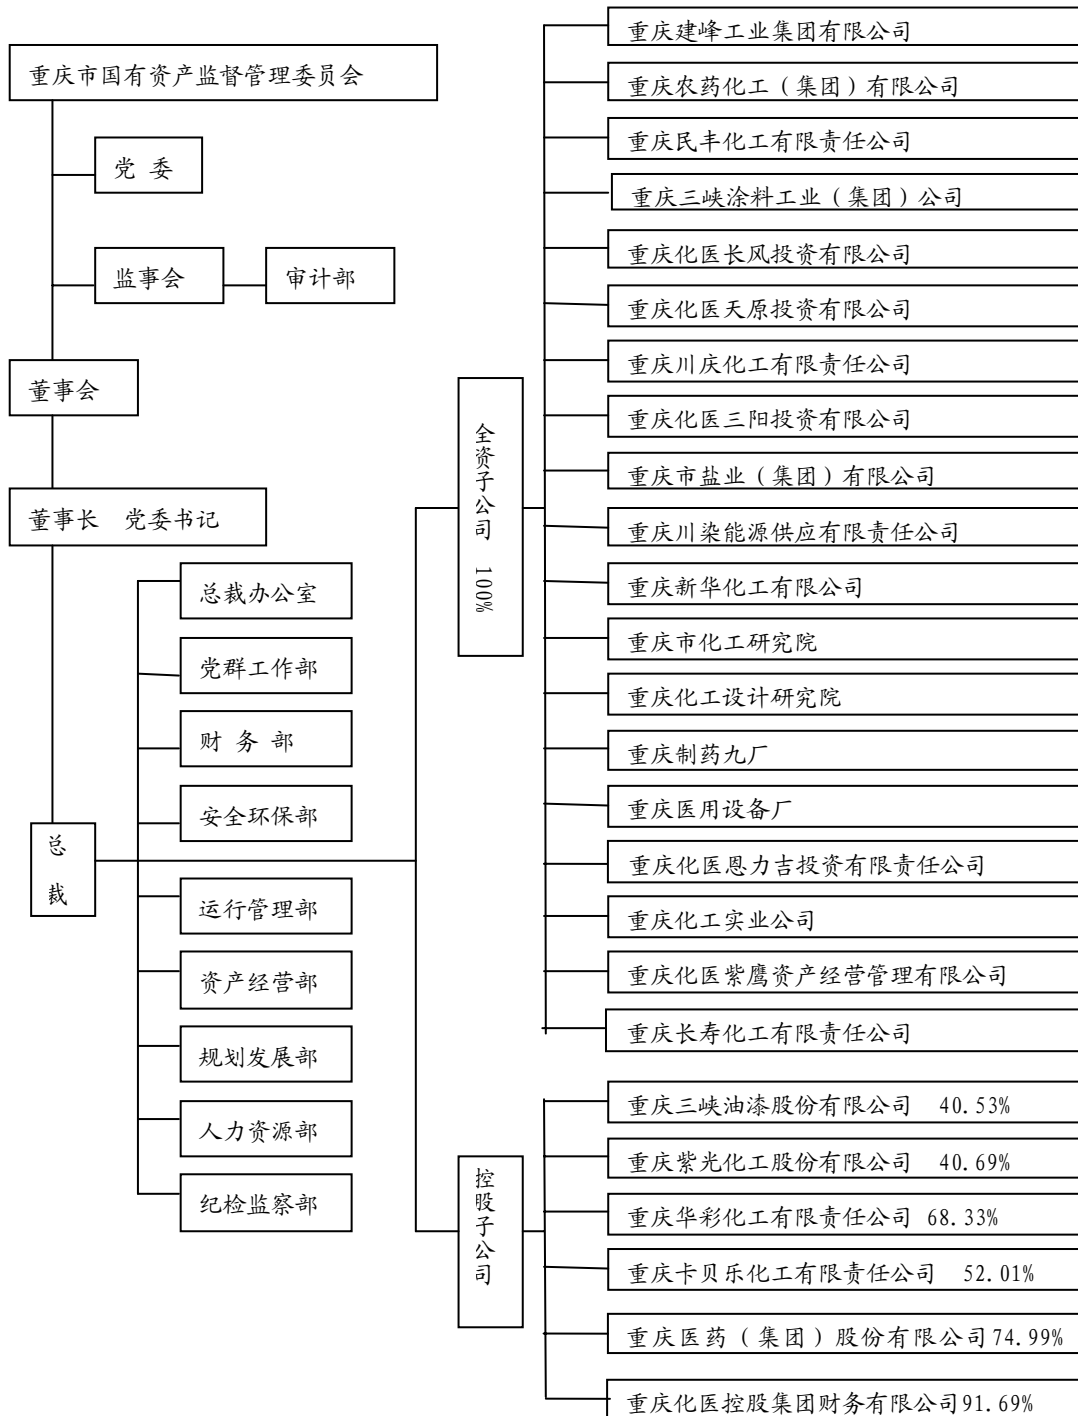 重庆市国有资产监督管理委员会
党 委
监事会
审计部
董事会
董事长 党委书记
总裁
总裁办公室
党群工作部
财 务 部
安全环保部
运行管理部
资产经营部
规划发展部
人力资源部
纪检监察部
全资子公司 100%
重庆建峰工业集团有限公司
重庆农药化工（集团）有限公司
重庆民丰化工有限责任公司
重庆三峡涂料工业（集团）公司
重庆化医长风投资有限公司
重庆化医天原投资有限公司
重庆川庆化工有限责任公司
重庆化医三阳投资有限公司
重庆市盐业（集团）有限公司
重庆川染能源供应有限责任公司
重庆新华化工有限公司
重庆市化工研究院
重庆化工设计研究院
重庆制药九厂
重庆医用设备厂
重庆化医恩力吉投资有限责任公司
重庆化工实业公司
重庆化医紫鹰资产经营管理有限公司
重庆长寿化工有限责任公司
控股子公司
重庆三峡油漆股份有限公司 40.53%
重庆紫光化工股份有限公司 40.69%
重庆华彩化工有限责任公司 68.33%
重庆卡贝乐化工有限责任公司 52.01%
重庆医药（集团）股份有限公司74.99%
重庆化医控股集团财务有限公司91.69%